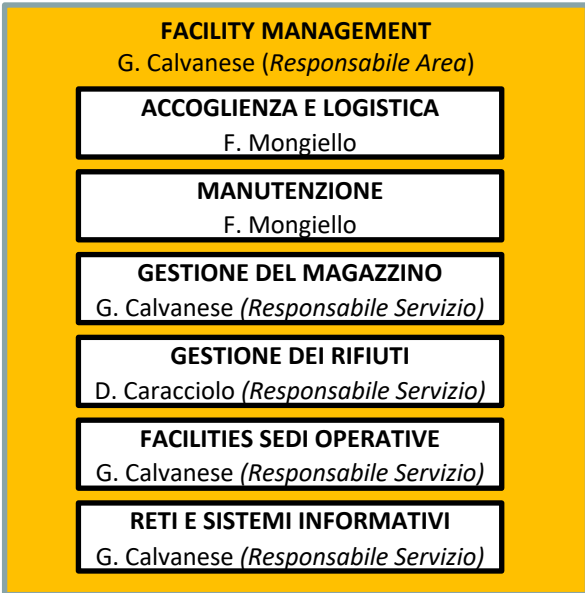 FACILITY MANAGEMENT
G. Calvanese (Responsabile Area)
ACCOGLIENZA E LOGISTICA
F. Mongiello
MANUTENZIONE
F. Mongiello
GESTIONE DEL MAGAZZINO
G. Calvanese (Responsabile Servizio)
GESTIONE DEI RIFIUTI
D. Caracciolo (Responsabile Servizio)
FACILITIES SEDI OPERATIVE
G. Calvanese (Responsabile Servizio)
RETI E SISTEMI INFORMATIVI
G. Calvanese (Responsabile Servizio)